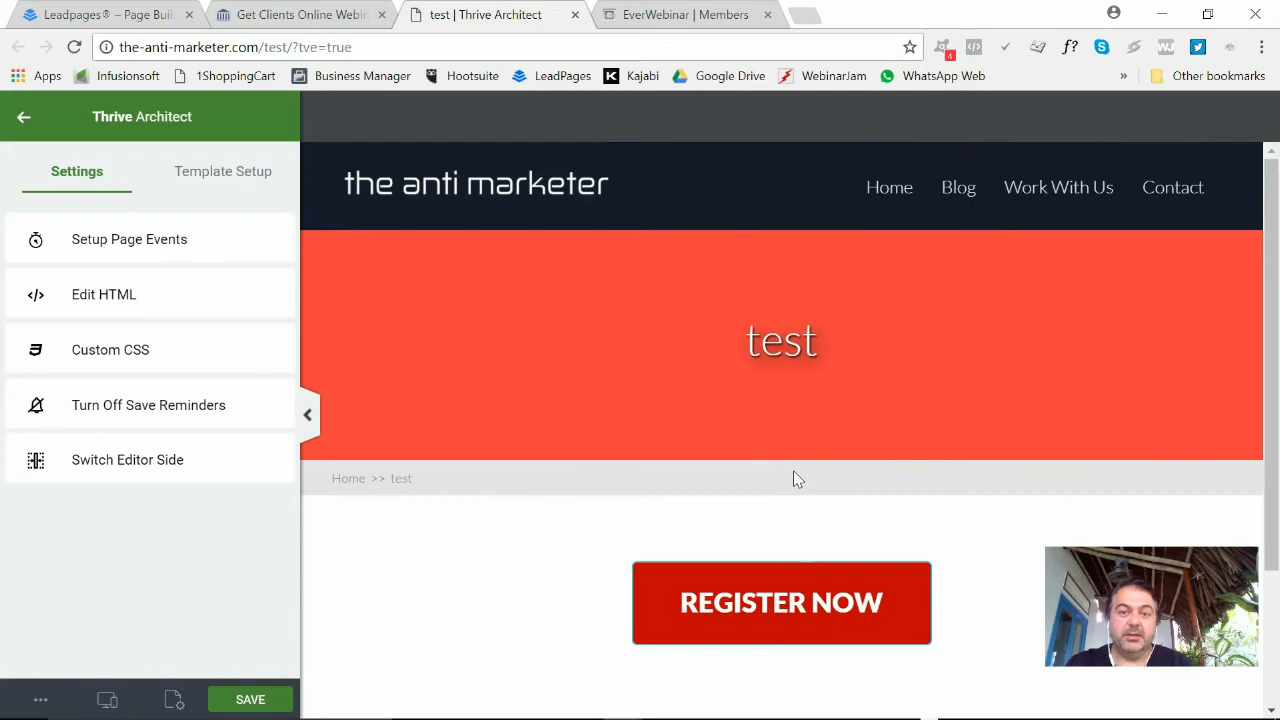 Leadpages® – Page Buil
Get Clients Online Webin
test | Thrive Architect
EverWebinar | Members
the-anti-marketer.com/test/?tve=true
4
f?
WJ
Apps
Infusionsoft
1ShoppingCart
Business Manager
Hootsuite
LeadPages
K
Kajabi
Google Drive
WebinarJam
WhatsApp Web
»
Other bookmarks
Thrive Architect
Settings
Template Setup
Setup Page Events
Edit HTML
Custom CSS
Turn Off Save Reminders
Switch Editor Side
SAVE
the anti marketer
Home
Blog
Work With Us
Contact
test
Home >> test
REGISTER NOW